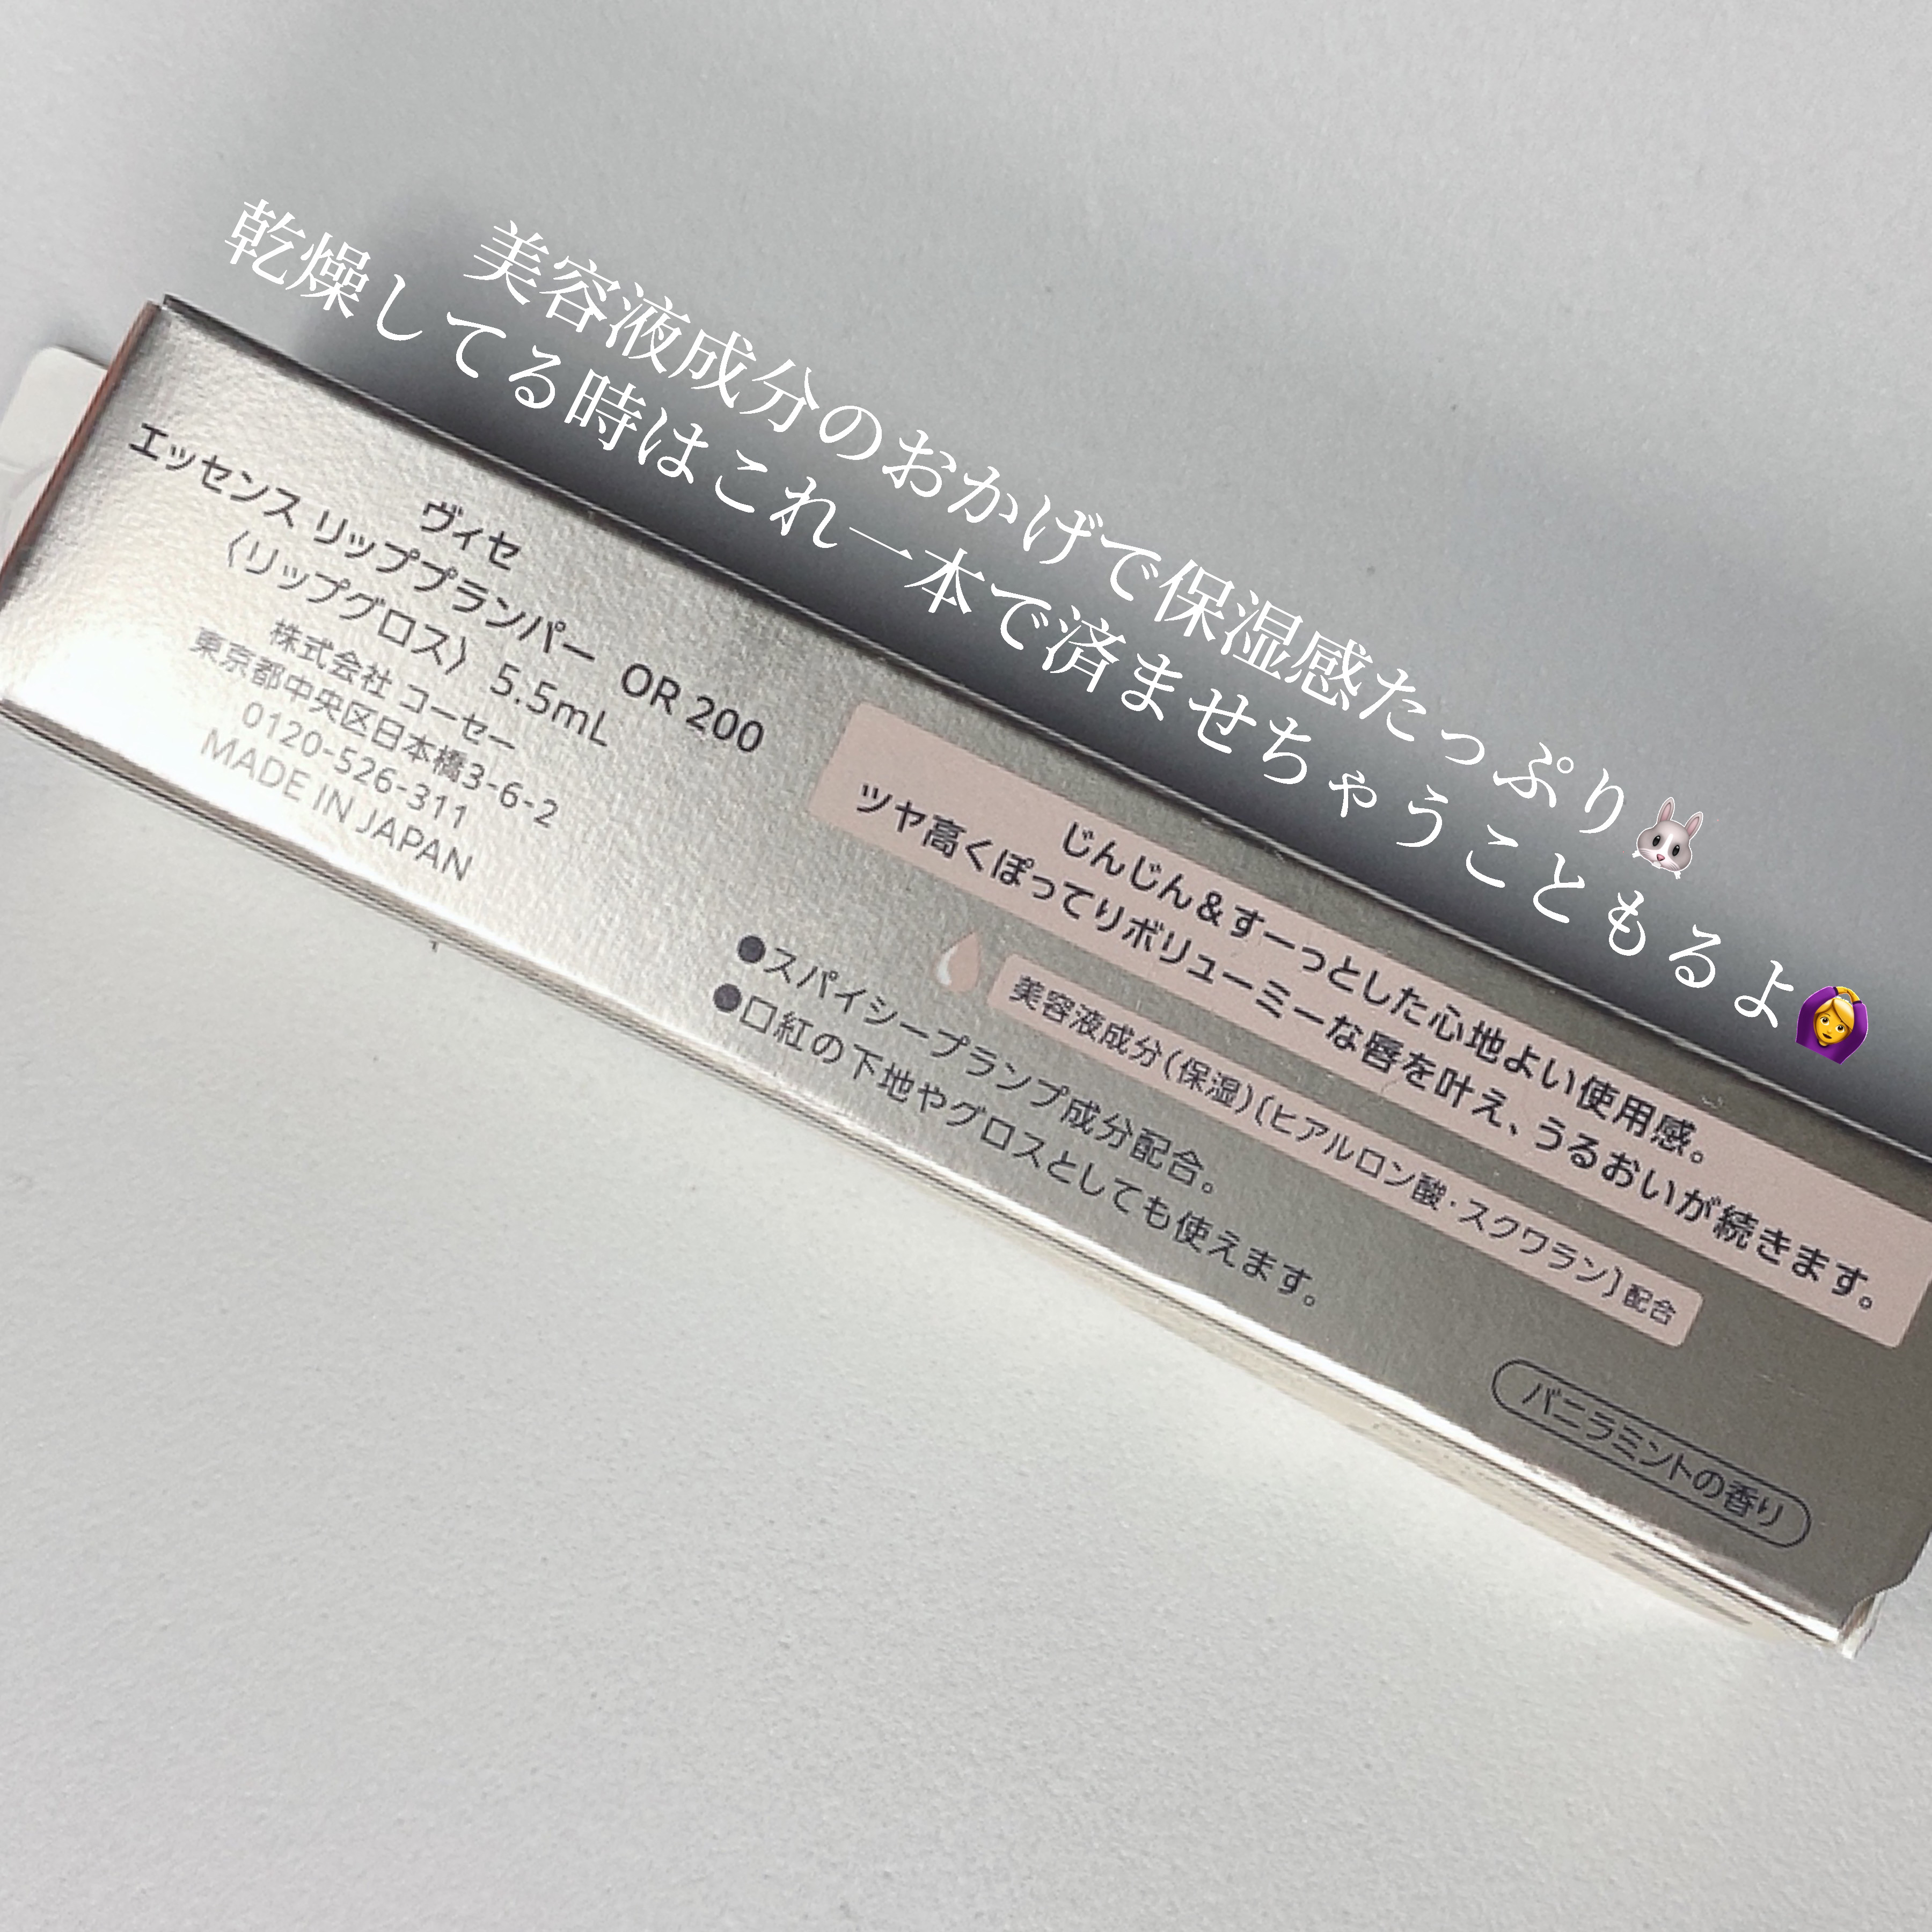 美容液成分のおかげで保湿感たっぷり🐰
乾燥してる時はこれ一本で済ませちゃうこともるよ🙆‍♀️
ヴィセ
エッセンス リッププランパー OR 200
〈リップグロス〉 5.5mL
株式会社 コーセー
東京都中央区日本橋3-6-2
0120-526-311
MADE IN JAPAN
じんじん&すーっとした心地よい使用感。
ツヤ高くぽってりボリューミーな唇を叶え、うるおいが続きます。
美容液成分(保湿)〔ヒアルロン酸・スクワラン〕配合
●スパイシープランプ成分配合。
●口紅の下地やグロスとしても使えます。
バニラミントの香り